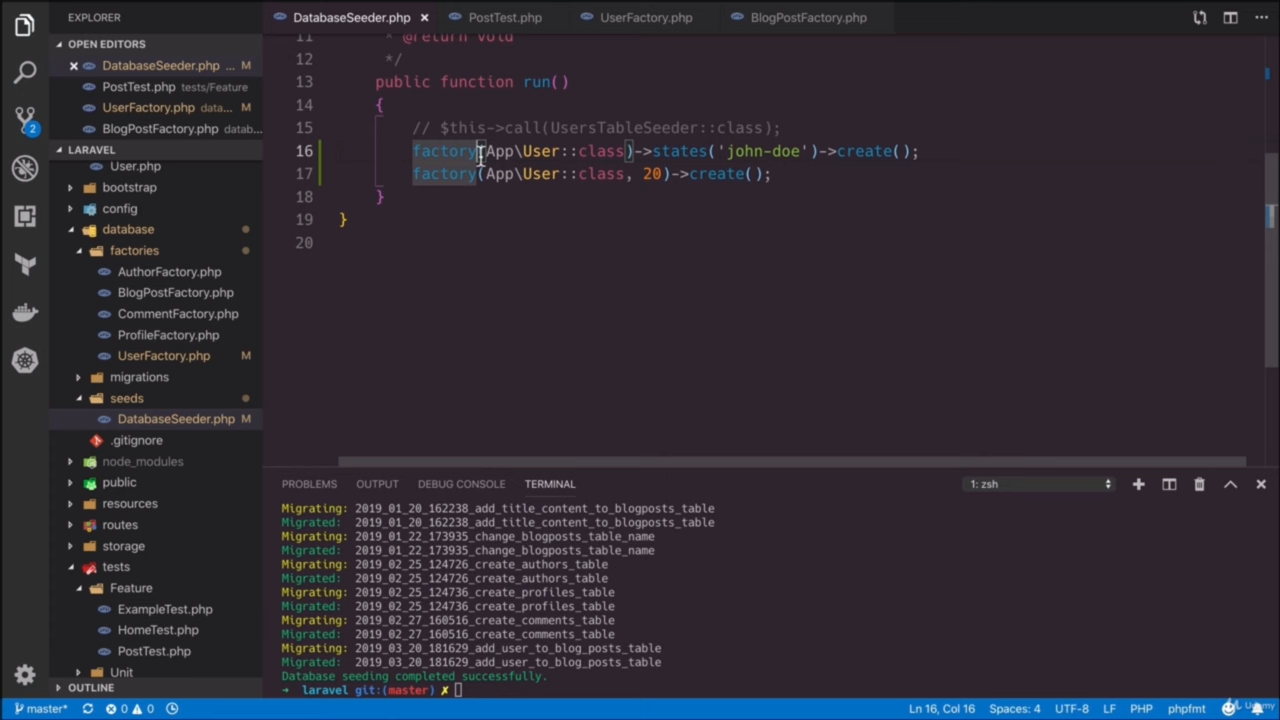 EXPLORER
OPEN EDITORS
DatabaseSeeder.php ... M
PostTest.php tests/Feature
UserFactory.php data... M
BlogPostFactory.php datab...
LARAVEL
User.php
bootstrap
config
database
factories
AuthorFactory.php
BlogPostFactory.php
CommentFactory.php
ProfileFactory.php
UserFactory.php M
migrations
seeds
DatabaseSeeder.php M
.gitignore
node_modules
public
resources
routes
storage
tests
Feature
ExampleTest.php
HomeTest.php
PostTest.php
Unit
OUTLINE
2
DatabaseSeeder.php PostTest.php UserFactory.php BlogPostFactory.php
11 * @return void
12 */
13 public function run()
14 {
15 // $this->call(UsersTableSeeder::class);
16 factory(App\User::class)->states('john-doe')->create();
17 factory(App\User::class, 20)->create();
18 }
19 }
20
PROBLEMS OUTPUT DEBUG CONSOLE TERMINAL 1: zsh
Migrating: 2019_01_20_162238_add_title_content_to_blogposts_table
Migrated: 2019_01_20_162238_add_title_content_to_blogposts_table
Migrating: 2019_01_22_173935_change_blogposts_table_name
Migrated: 2019_01_22_173935_change_blogposts_table_name
Migrating: 2019_02_25_124726_create_authors_table
Migrated: 2019_02_25_124726_create_authors_table
Migrating: 2019_02_25_124736_create_profiles_table
Migrated: 2019_02_25_124736_create_profiles_table
Migrating: 2019_02_27_160516_create_comments_table
Migrated: 2019_02_27_160516_create_comments_table
Migrating: 2019_03_20_181629_add_user_to_blog_posts_table
Migrated: 2019_03_20_181629_add_user_to_blog_posts_table
Database seeding completed successfully.
➜ laravel git:(master) ✗
master* 0 0 Ln 16, Col 16 Spaces: 4 UTF-8 LF PHP phpfmt
Udemy